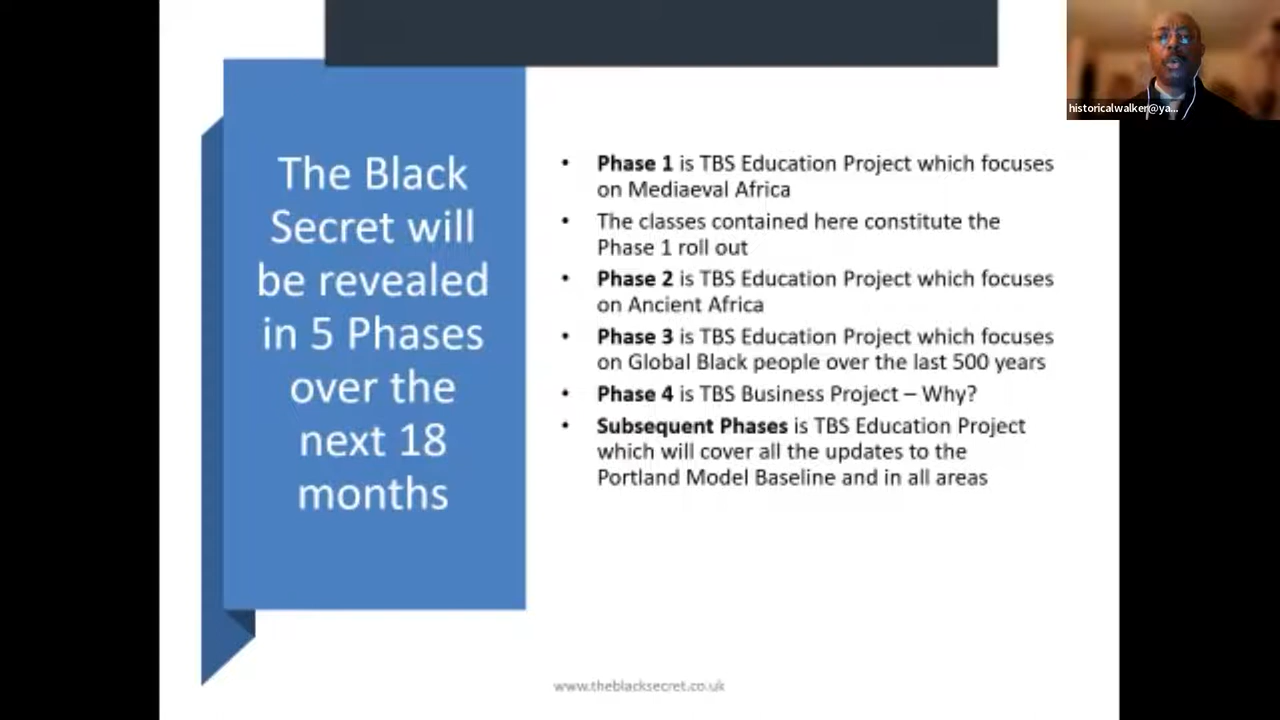 historicalwalker@ya...
The Black
Secret will
be revealed
in 5 Phases
over the
next 18
months
• Phase 1 is TBS Education Project which focuses
on Mediaeval Africa
• The classes contained here constitute the
Phase 1 roll out
• Phase 2 is TBS Education Project which focuses
on Ancient Africa
• Phase 3 is TBS Education Project which focuses
on Global Black people over the last 500 years
• Phase 4 is TBS Business Project – Why?
• Subsequent Phases is TBS Education Project
which will cover all the updates to the
Portland Model Baseline and in all areas
www.theblacksecret.co.uk